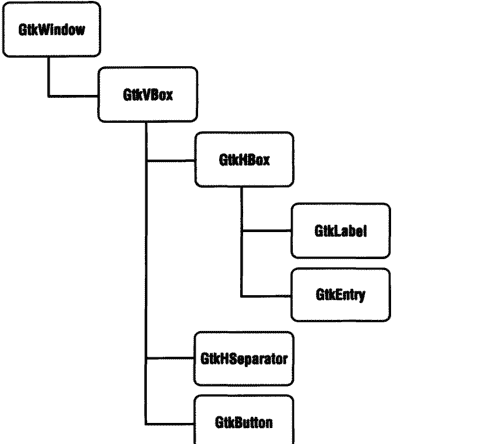 GtkWindow
GtkVBox
GtkHBox
GtkLabel
GtkEntry
GtkHSeparator
GtkButton